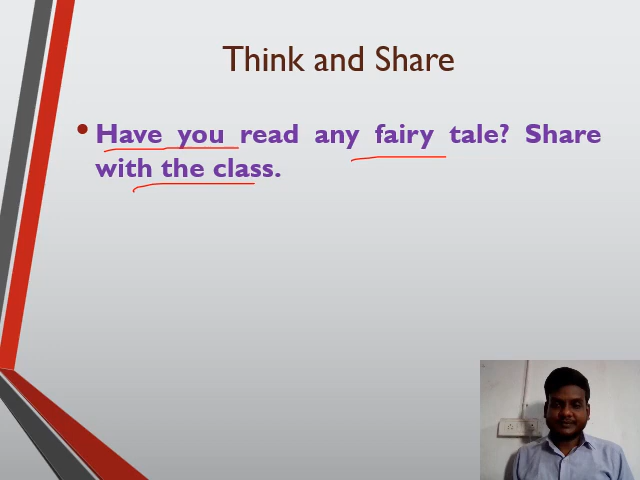 Think and Share
• Have you read any fairy tale? Share
with the class.